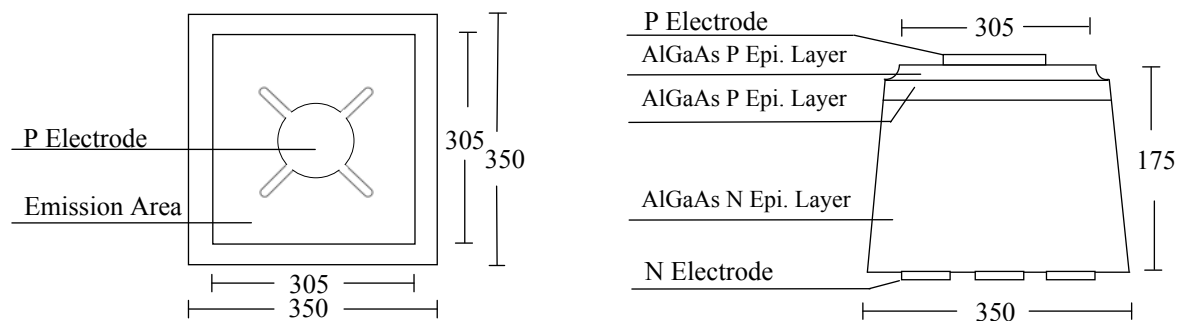 P Electrode
Emission Area
305
350
305
350
P Electrode
AlGaAs P Epi. Layer
AlGaAs P Epi. Layer
AlGaAs N Epi. Layer
N Electrode
305
175
350